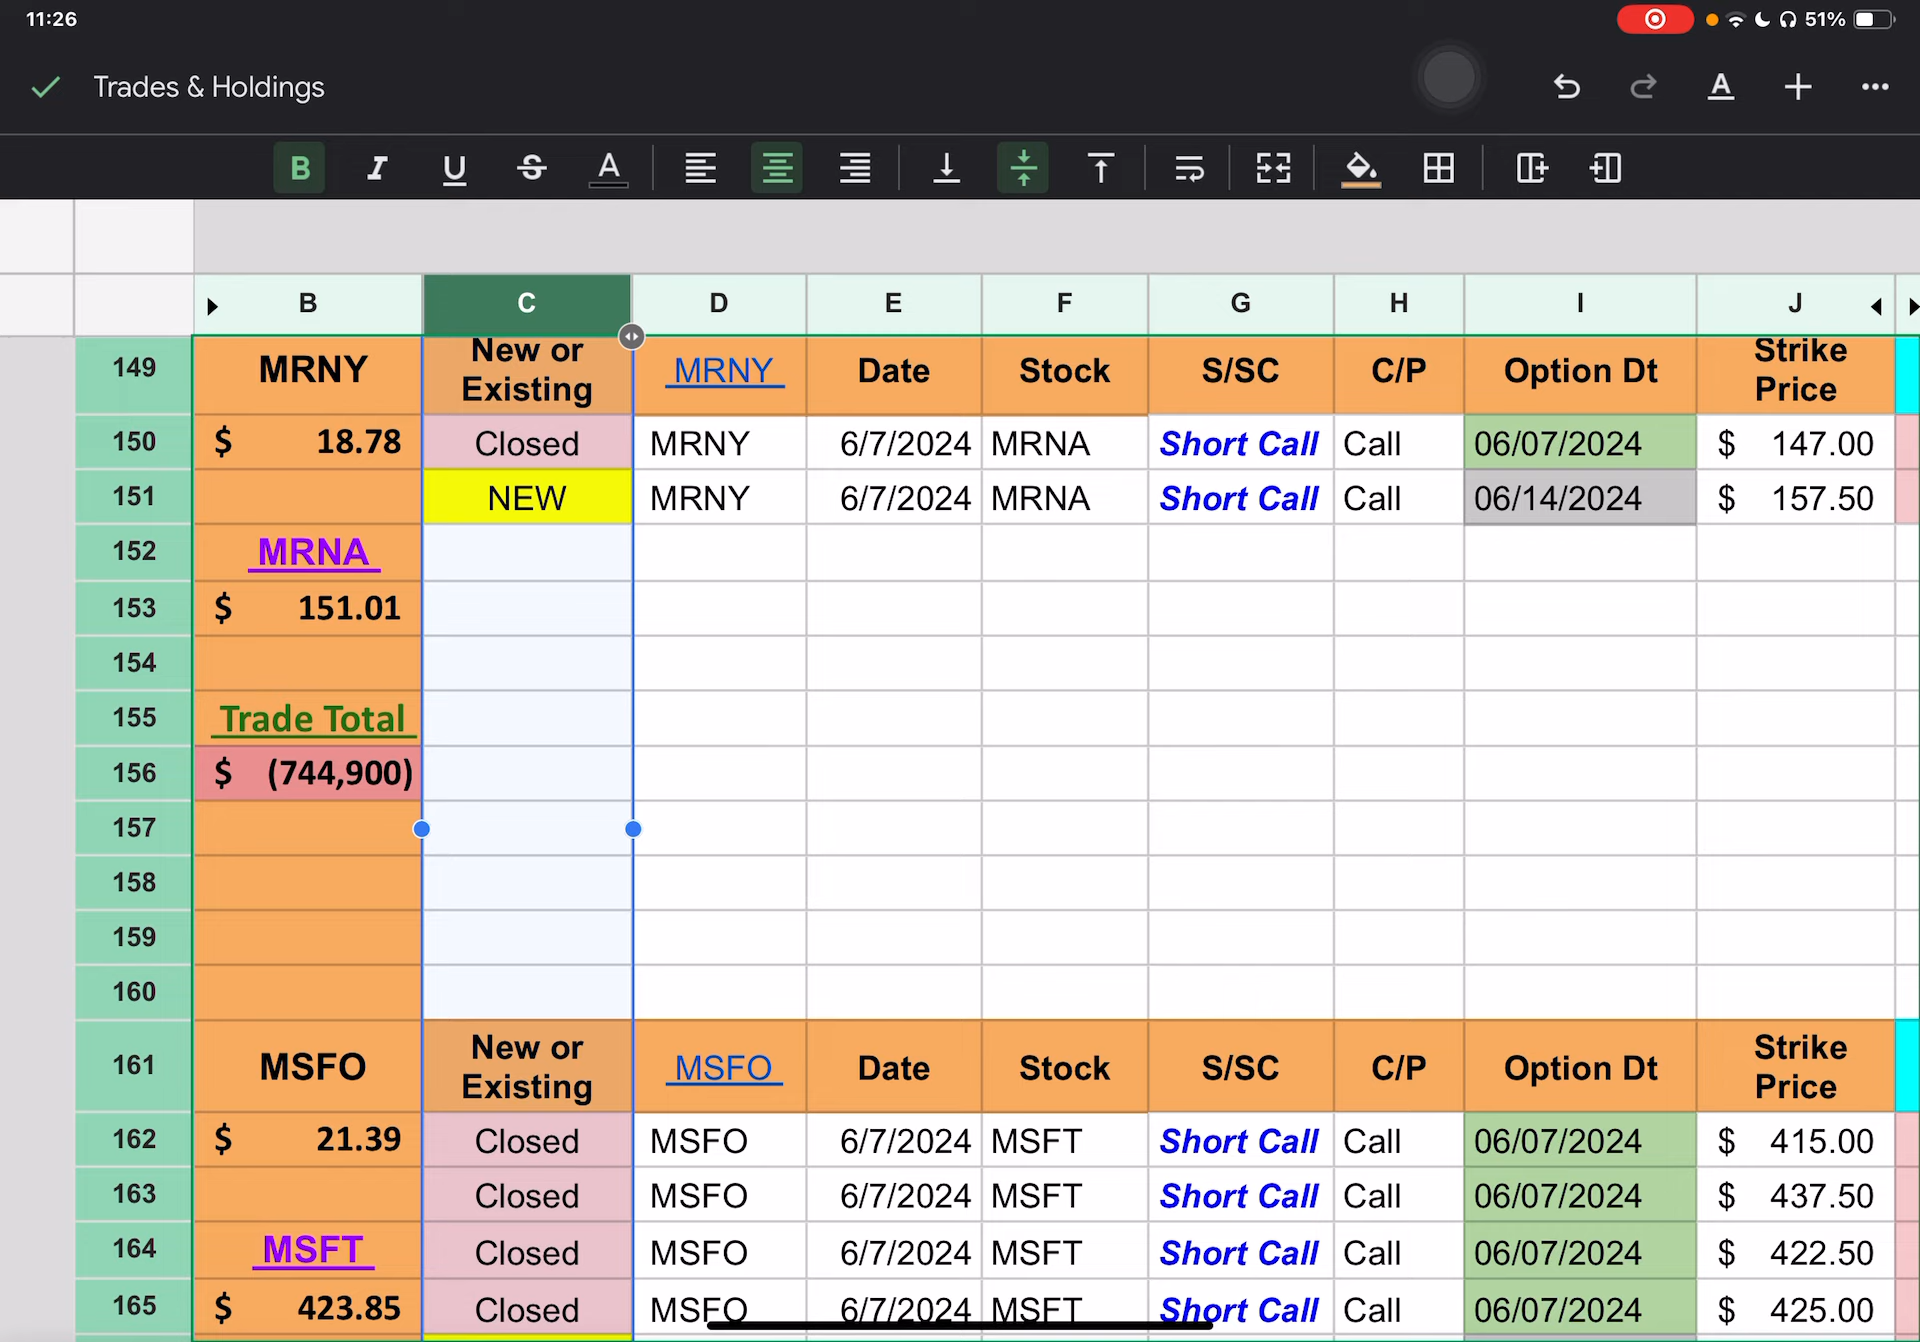 11:26
51%
Trades & Holdings
B I U S A
B C D E F G H I J
149 MRNY New or Existing MRNY Date Stock S/SC C/P Option Dt Strike Price
150 $ 18.78 Closed MRNY 6/7/2024 MRNA Short Call Call 06/07/2024 $ 147.00
151 NEW MRNY 6/7/2024 MRNA Short Call Call 06/14/2024 $ 157.50
152 MRNA
153 $ 151.01
154
155 Trade Total
156 $ (744,900)
157
158
159
160
161 MSFO New or Existing MSFO Date Stock S/SC C/P Option Dt Strike Price
162 $ 21.39 Closed MSFO 6/7/2024 MSFT Short Call Call 06/07/2024 $ 415.00
163 Closed MSFO 6/7/2024 MSFT Short Call Call 06/07/2024 $ 437.50
164 MSFT Closed MSFO 6/7/2024 MSFT Short Call Call 06/07/2024 $ 422.50
165 $ 423.85 Closed MSFO 6/7/2024 MSFT Short Call Call 06/07/2024 $ 425.00